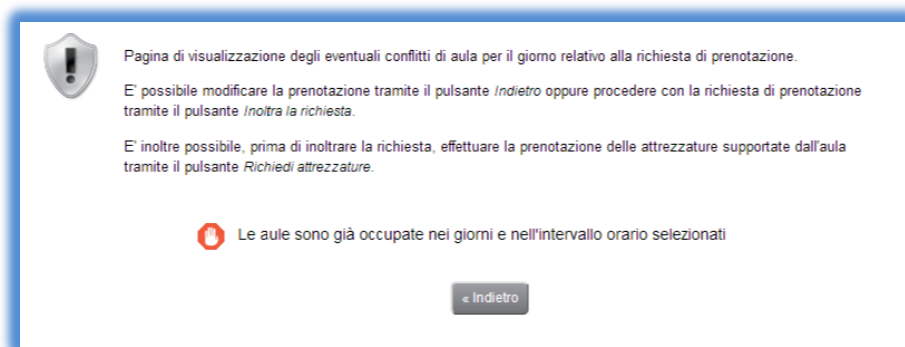 Pagina di visualizzazione degli eventuali conflitti di aula per il giorno relativo alla richiesta di prenotazione.
E' possibile modificare la prenotazione tramite il pulsante Indietro oppure procedere con la richiesta di prenotazione
tramite il pulsante Inoltra la richiesta.
E' inoltre possibile, prima di inoltrare la richiesta, effettuare la prenotazione delle attrezzature supportate dall'aula
tramite il pulsante Richiedi attrezzature.
Le aule sono già occupate nei giorni e nell'intervallo orario selezionati
« Indietro